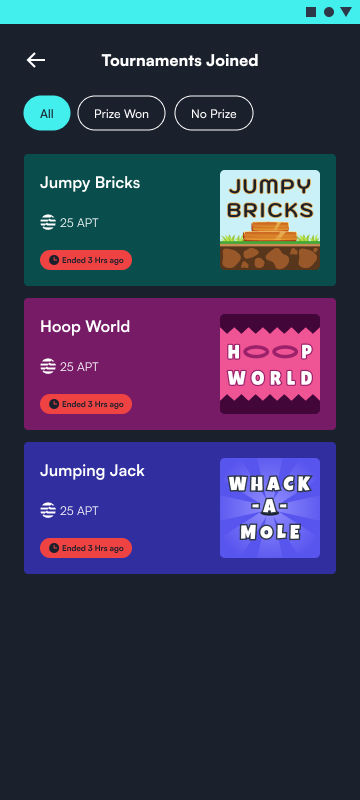 Tournaments Joined
All
Prize Won
No Prize
Jumpy Bricks
25 APT
Ended 3 Hrs ago
JUMPY
BRICKS
Hoop World
25 APT
Ended 3 Hrs ago
HOOP
WORLD
Jumping Jack
25 APT
Ended 3 Hrs ago
WHACK
-A-
MOLE